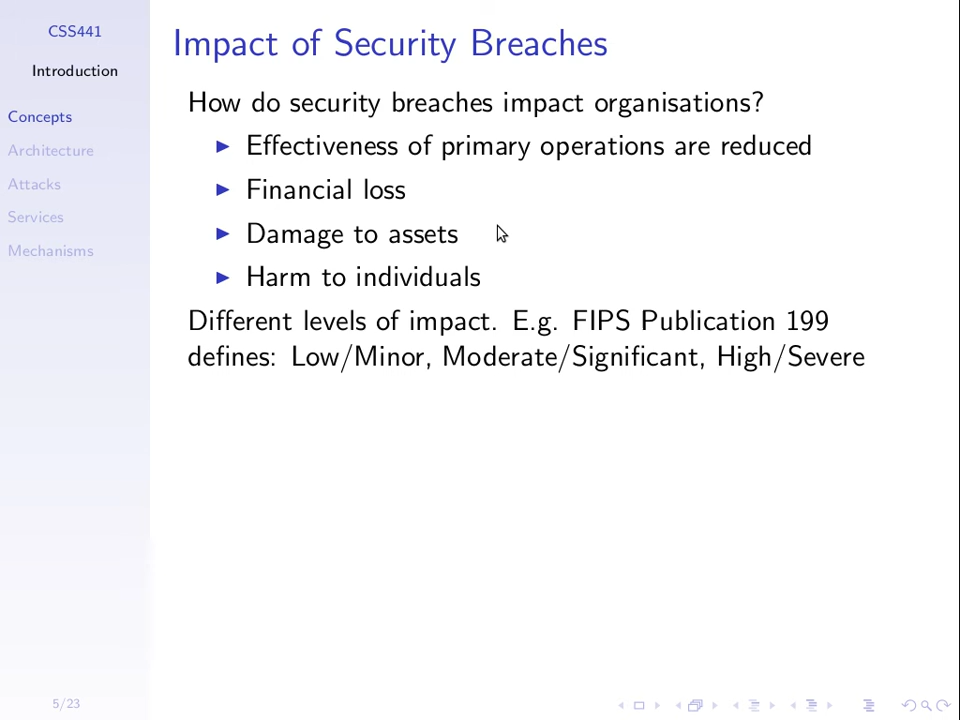 CSS441
Introduction
Concepts
Architecture
Attacks
Services
Mechanisms
Impact of Security Breaches
How do security breaches impact organisations?
Effectiveness of primary operations are reduced
Financial loss
Damage to assets
Harm to individuals
Different levels of impact. E.g. FIPS Publication 199
defines: Low/Minor, Moderate/Significant, High/Severe
5/23